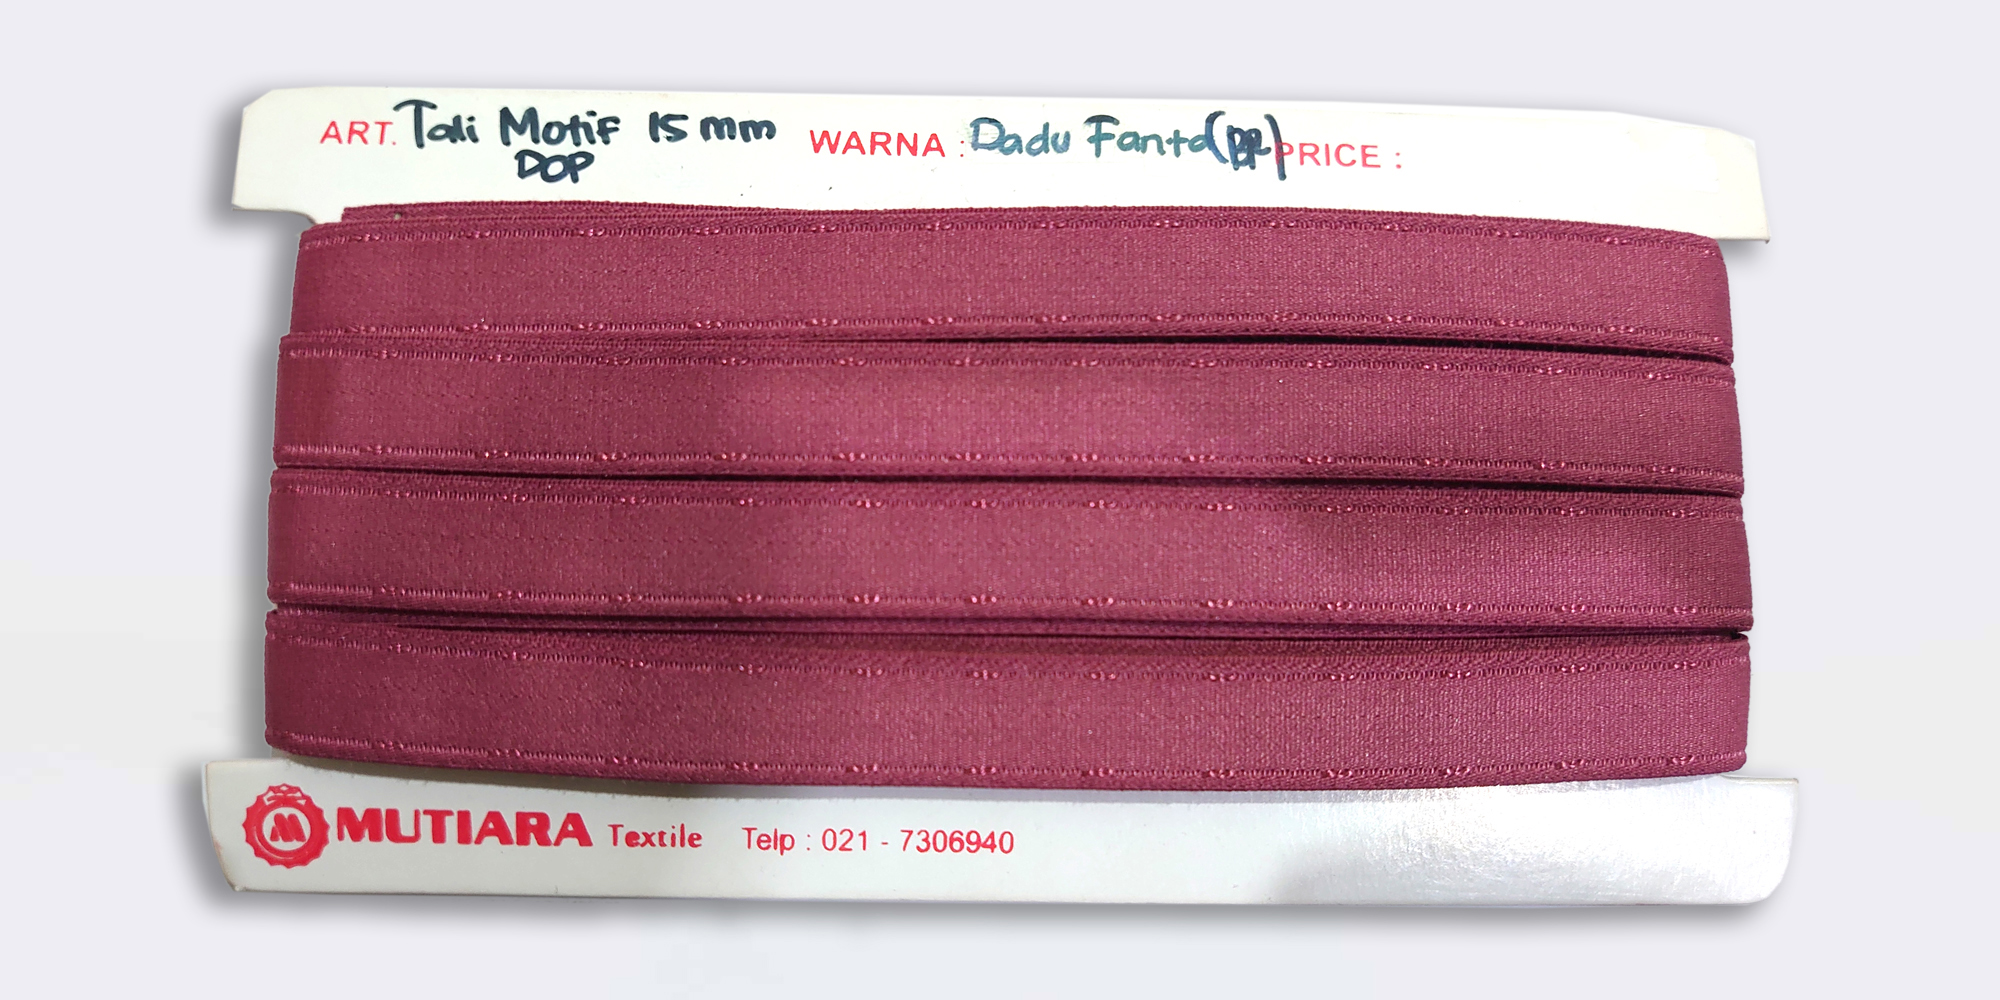 ART. Tali Motif 15 mm WARNA : Dadu Fanta PRICE :
DOP
MUTIARA Textile Telp : 021 - 7306940